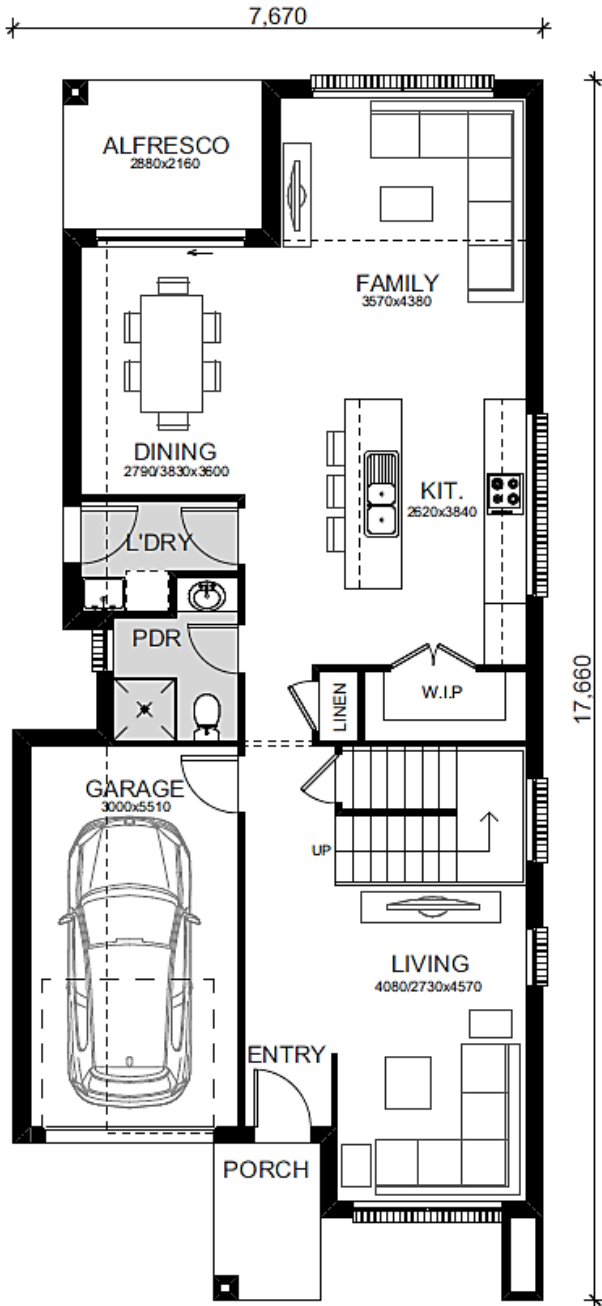 7,670
ALFRESCO
2880x2160
FAMILY
3570x4380
DINING
2790/3830x3600
KIT.
2620x3840
L'DRY
PDR
LINEN
W.I.P
17,660
GARAGE
3000x5510
UP
LIVING
4080/2730x4570
ENTRY
PORCH